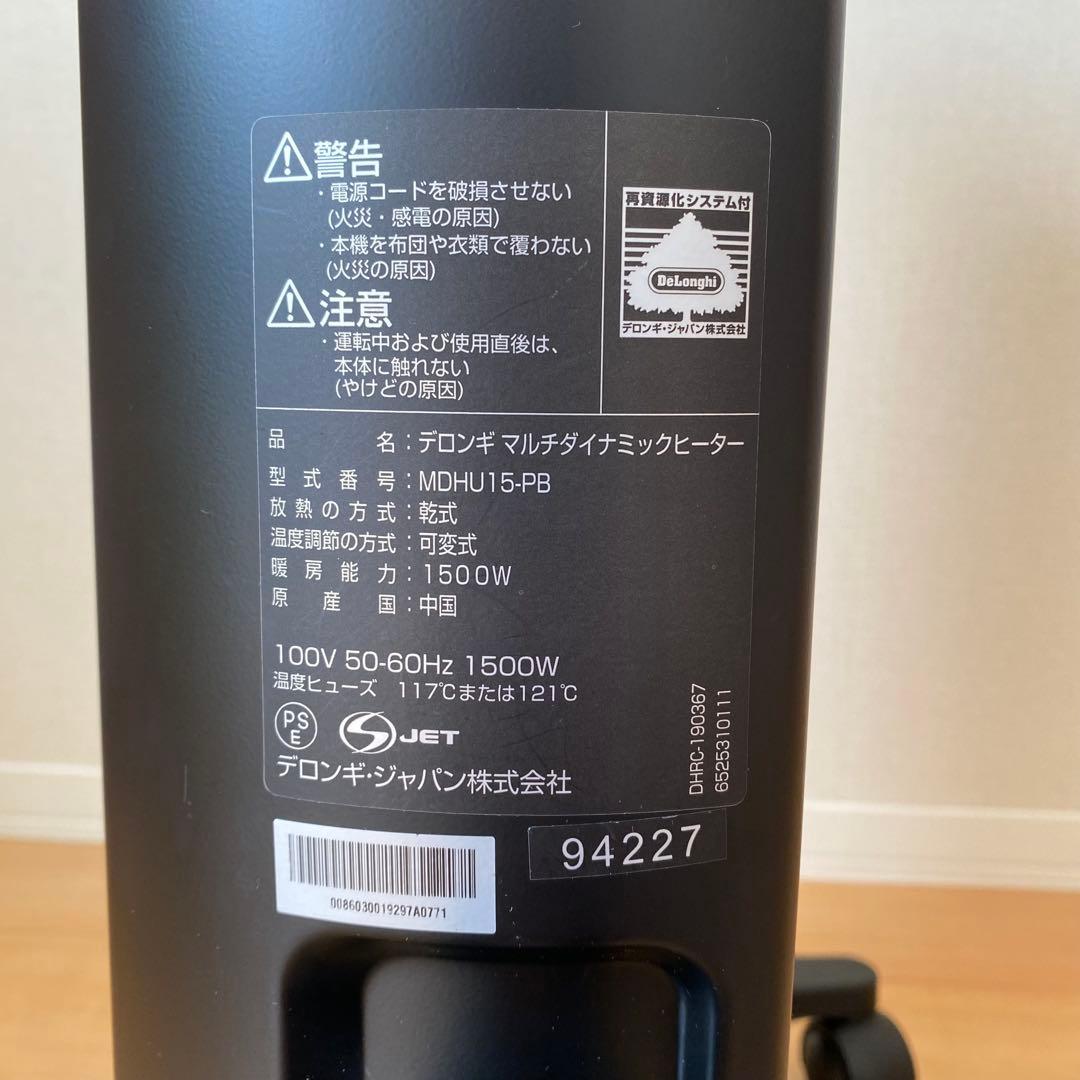 警告
・電源コードを破損させない
(火災・感電の原因)
・本機を布団や衣類で覆わない
(火災の原因)
注意
・運転中および使用直後は、
本体に触れない
(やけどの原因)
再資源化システム付
DeLonghi
デロンギ・ジャパン株式会社
品名：デロンギ マルチダイナミックヒーター
型式番号：MDHU15-PB
放熱の方式：乾式
温度調節の方式：可変式
暖房能力：1500W
原産国：中国
100V 50-60Hz 1500W
温度ヒューズ 117℃または121℃
PS
E
JET
デロンギ・ジャパン株式会社
DHRC-190367
6525310111
94227
0086030019297A0771